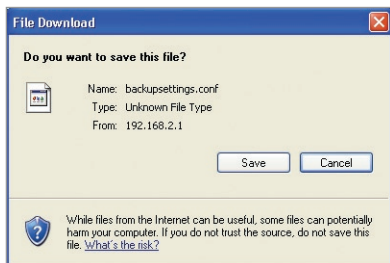 File Download
Do you want to save this file?
Name: backupsettings.conf
Type: Unknown File Type
From: 192.168.2.1
Save Cancel
While files from the Internet can be useful, some files can potentially
harm your computer. If you do not trust the source, do not save this
file. What's the risk?